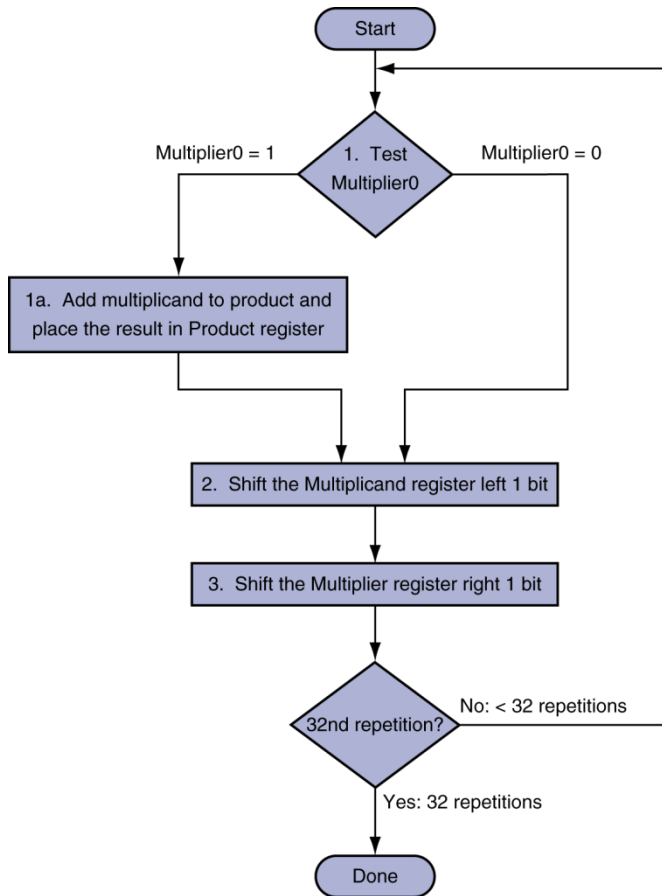 Start
Multiplier0 = 1
1. Test
Multiplier0
Multiplier0 = 0
1a. Add multiplicand to product and
place the result in Product register
2. Shift the Multiplicand register left 1 bit
3. Shift the Multiplier register right 1 bit
32nd repetition?
No: < 32 repetitions
Yes: 32 repetitions
Done